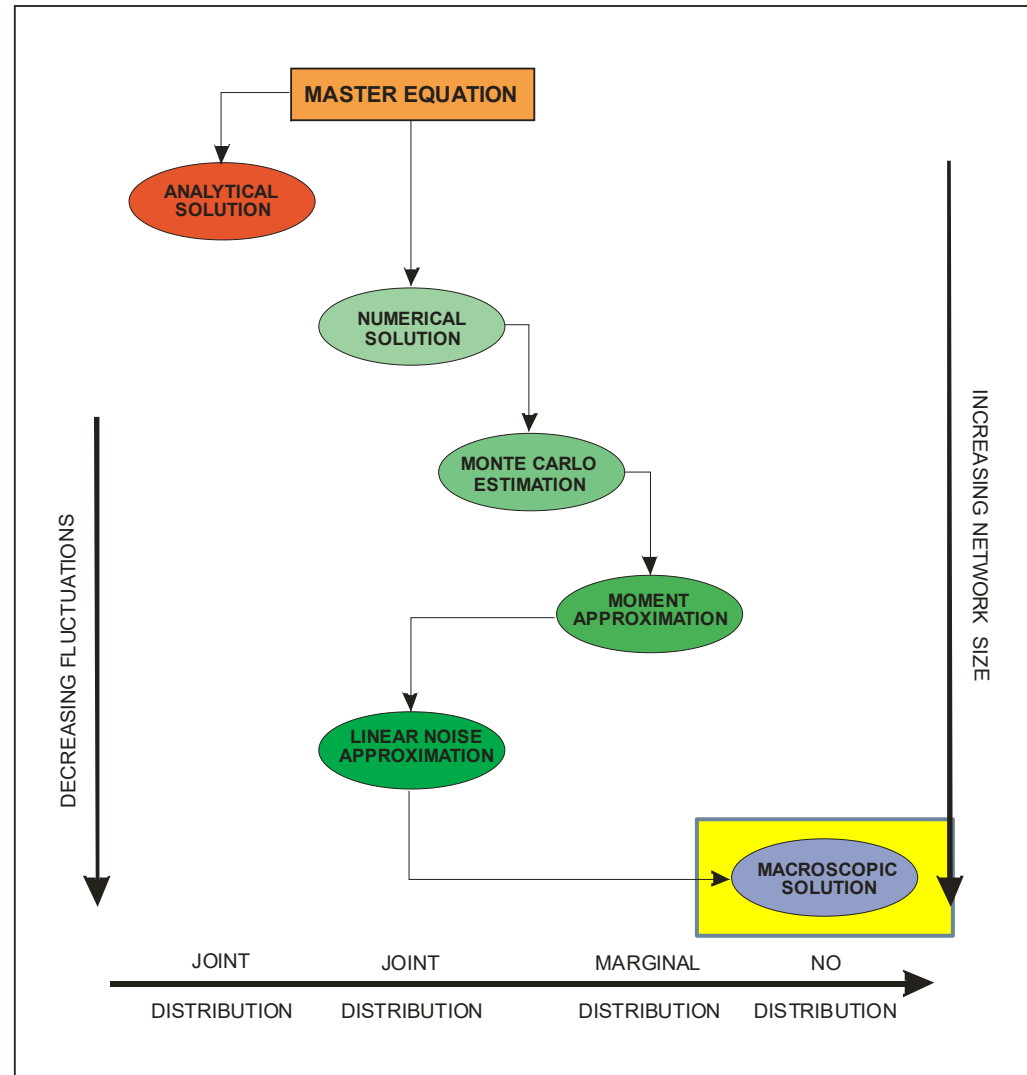 MASTER EQUATION
ANALYTICAL
SOLUTION
NUMERICAL
SOLUTION
MONTE CARLO
ESTIMATION
MOMENT
APPROXIMATION
LINEAR NOISE
APPROXIMATION
MACROSCOPIC
SOLUTION
DECREASING FLUCTUATIONS
INCREASING NETWORK SIZE
JOINT
DISTRIBUTION
JOINT
DISTRIBUTION
MARGINAL
DISTRIBUTION
NO
DISTRIBUTION